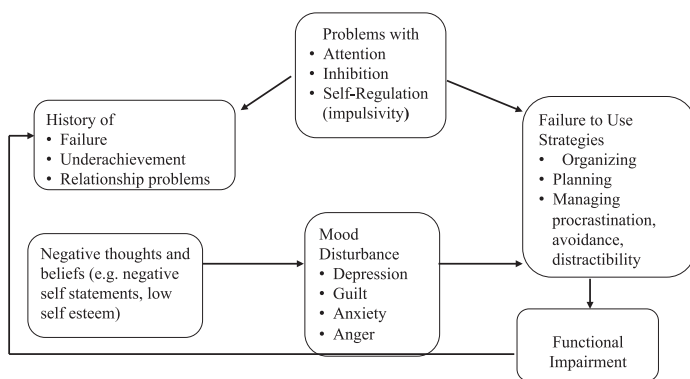 Problems with
• Attention
• Inhibition
• Self-Regulation
(impulsivity)
History of
• Failure
• Underachievement
• Relationship problems
Failure to Use
Strategies
• Organizing
• Planning
• Managing
procrastination,
avoidance,
distractibility
Negative thoughts and
beliefs (e.g. negative
self statements, low
self esteem)
Mood
Disturbance
• Depression
• Guilt
• Anxiety
• Anger
Functional
Impairment